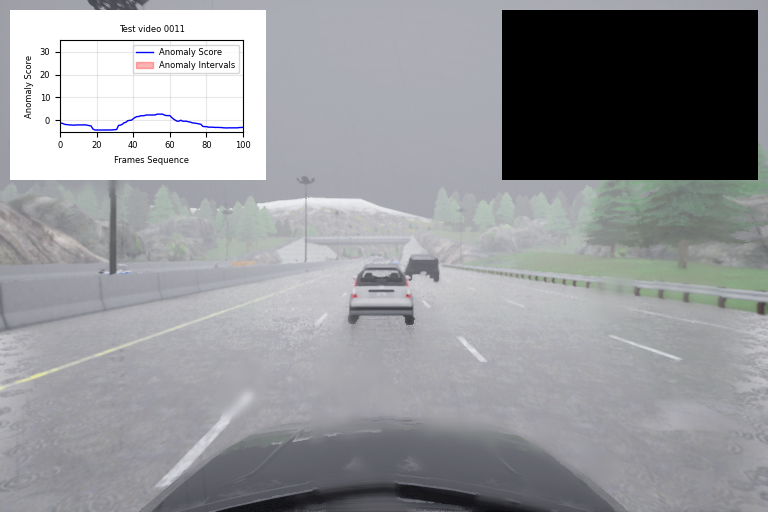 Test video 0011
Anomaly Score
30
20
10
0
Anomaly Score
Anomaly Intervals
0 20 40 60 80 100
Frames Sequence